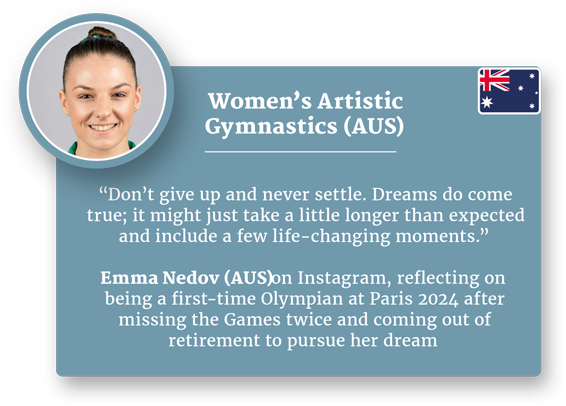 Women’s Artistic
Gymnastics (AUS)
“Don’t give up and never settle. Dreams do come
true; it might just take a little longer than expected
and include a few life-changing moments.”
Emma Nedov (AUS)on Instagram, reflecting on
being a first-time Olympian at Paris 2024 after
missing the Games twice and coming out of
retirement to pursue her dream